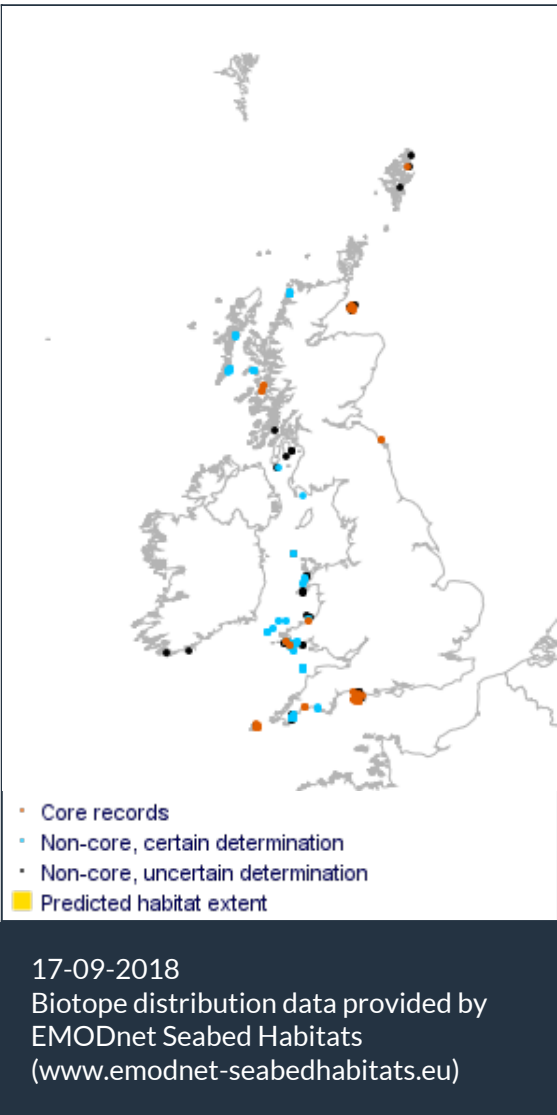 Core records
Non-core, certain determination
Non-core, uncertain determination
Predicted habitat extent
17-09-2018
Biotope distribution data provided by
EMODnet Seabed Habitats
(www.emodnet-seabedhabitats.eu)